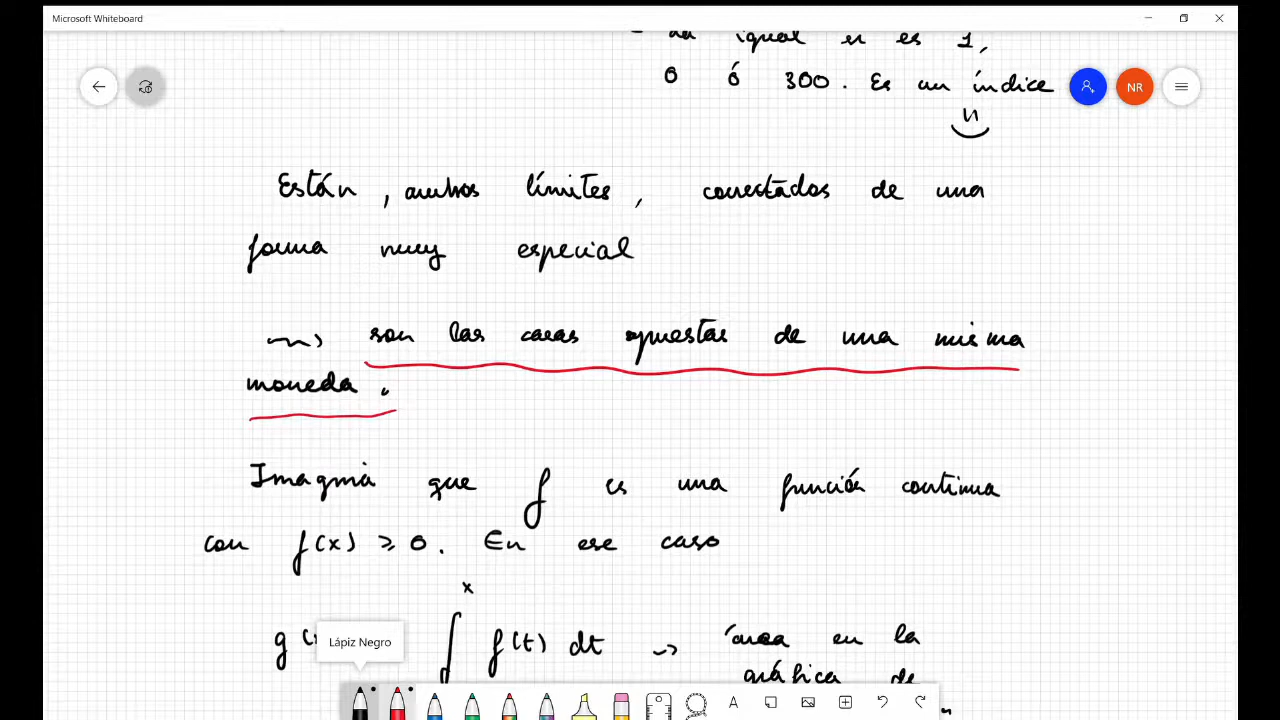 Microsoft Whiteboard
igual n es 1,
0 ó 300. Es un índice
NR
n
Están, ambos límites, conectados de una
forma muy especial
⇝ son las caras opuestas de una misma
moneda.
Imagina que f es una función continua
con f(x) ≥ 0. En ese caso
x
g( ∫ f(t) dt ⇝ área en la
gráfica de
Lápiz Negro
A